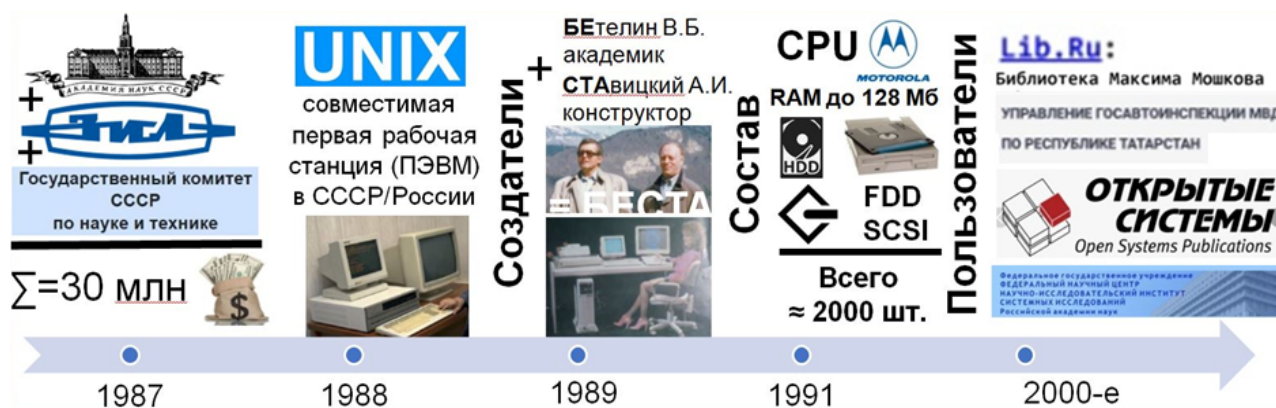 АКАДЕМИЯ НАУК СССР
+
ЗИЛ
+
Государственный комитет
СССР
по науке и технике
∑=30 млн
$
1987
UNIX
совместимая
первая рабочая
станция (ПЭВМ)
в СССР/России
1988
Создатели
+
БЕтелин В.Б.
академик
СТАвицкий А.И.
конструктор
= БЕСТА
1989
Состав
CPU
MOTOROLA
RAM до 128 Мб
HDD
FDD
SCSI
Всего
≈ 2000 шт.
1991
Пользователи
Lib.Ru:
Библиотека Максима Мошкова
УПРАВЛЕНИЕ ГОСАВТОИНСПЕКЦИИ МВД
ПО РЕСПУБЛИКЕ ТАТАРСТАН
ОТКРЫТЫЕ
СИСТЕМЫ
Open Systems Publications
Федеральное государственное учреждение
ФЕДЕРАЛЬНЫЙ НАУЧНЫЙ ЦЕНТР
НАУЧНО-ИССЛЕДОВАТЕЛЬСКИЙ ИНСТИТУТ
СИСТЕМНЫХ ИССЛЕДОВАНИЙ
Российской академии наук
2000-е